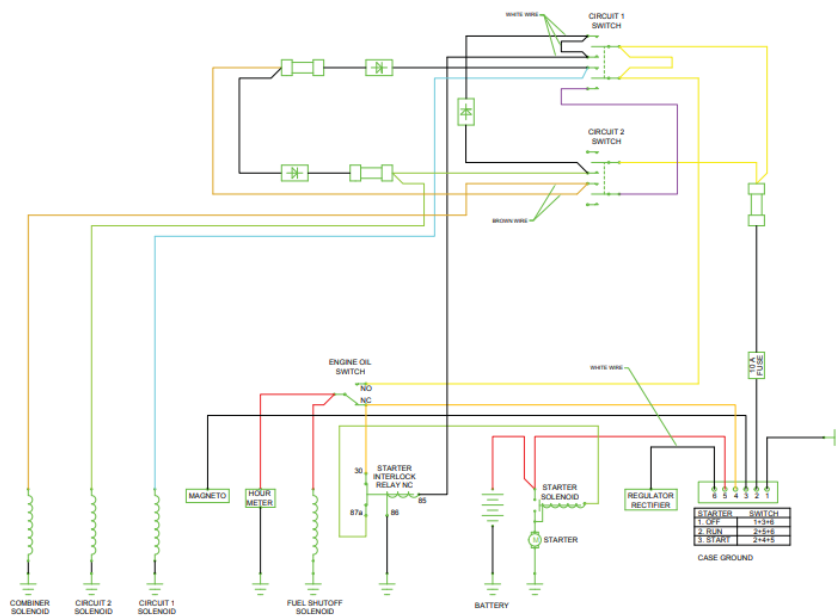 WHITE WIRE
CIRCUIT 1
SWITCH
CIRCUIT 2
SWITCH
BROWN WIRE
ENGINE OIL
SWITCH
NO
NC
WHITE WIRE
10 A
FUSE
30
STARTER
INTERLOCK
RELAY NC
85
87a
86
MAGNETO
HOUR
METER
STARTER
SOLENOID
M
STARTER
REGULATOR
RECTIFIER
6 5 4 3 2 1
STARTER SWITCH
1. OFF 1+3+6
2. RUN 2+5+6
3. START 2+4+5
CASE GROUND
COMBINER
SOLENOID
CIRCUIT 2
SOLENOID
CIRCUIT 1
SOLENOID
FUEL SHUTOFF
SOLENOID
BATTERY